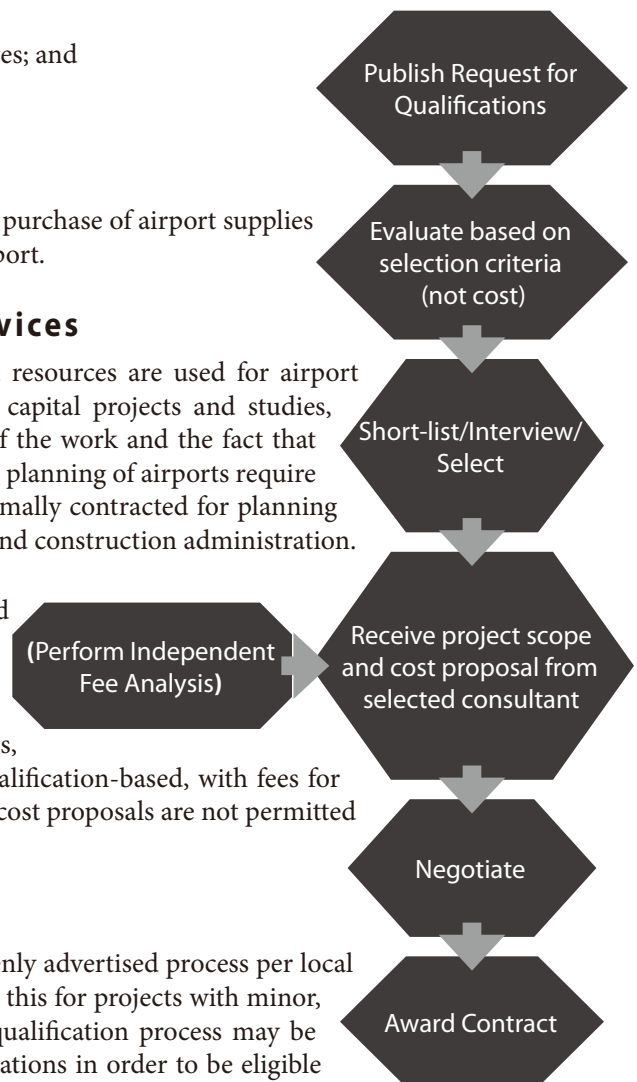 es; and
purchase of airport supplies
port.
vices
resources are used for airport
capital projects and studies,
f the work and the fact that
planning of airports require
mally contracted for planning
nd construction administration.
d
s,
alification-based, with fees for
cost proposals are not permitted
enly advertised process per local
this for projects with minor,
qualification process may be
ations in order to be eligible
Publish Request for
Qualifications
Evaluate based on
selection criteria
(not cost)
Short-list/Interview/
Select
(Perform Independent
Fee Analysis)
Receive project scope
and cost proposal from
selected consultant
Negotiate
Award Contract